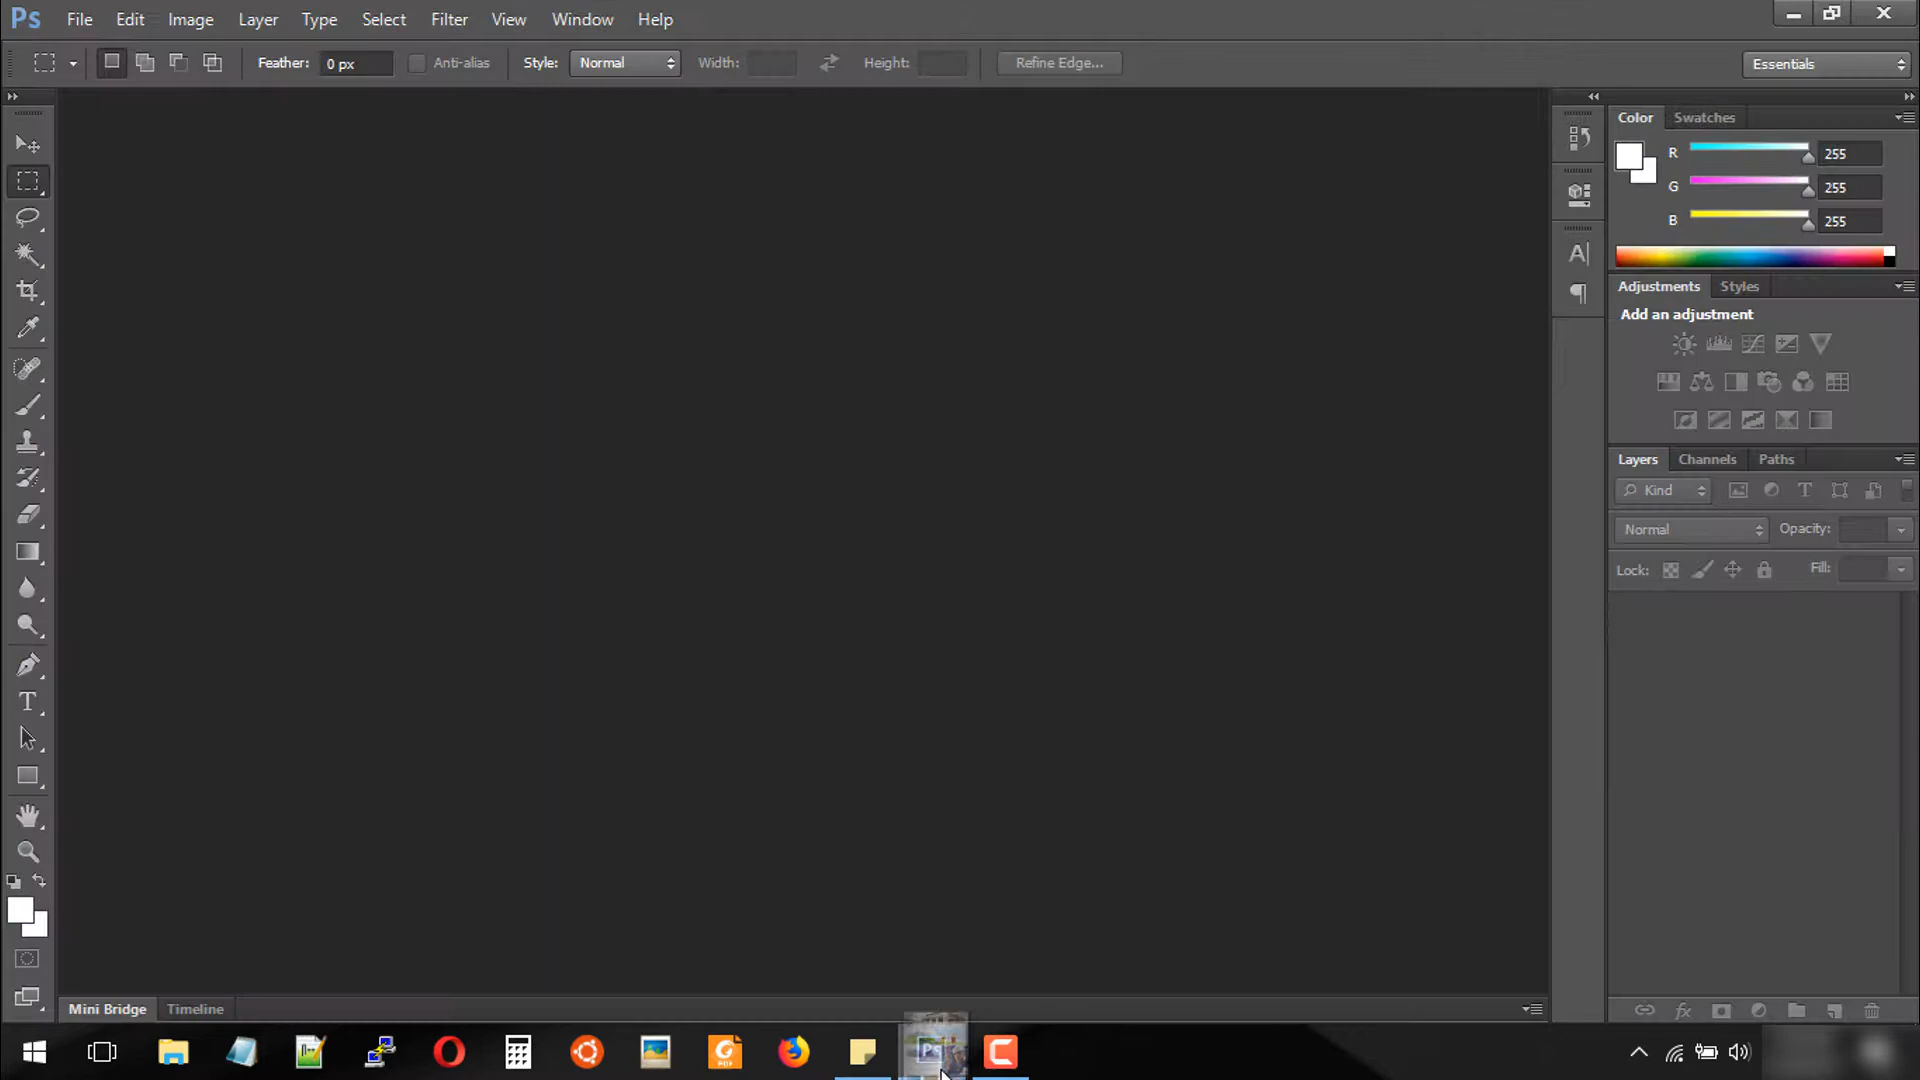 Ps File Edit Image Layer Type Select Filter View Window Help
Feather: 0 px Anti-alias Style: Normal Width: Height: Refine Edge... Essentials
Color Swatches
R 255
G 255
B 255
Adjustments Styles
Add an adjustment
Layers Channels Paths
Kind
Normal Opacity:
Lock: Fill:
Mini Bridge Timeline